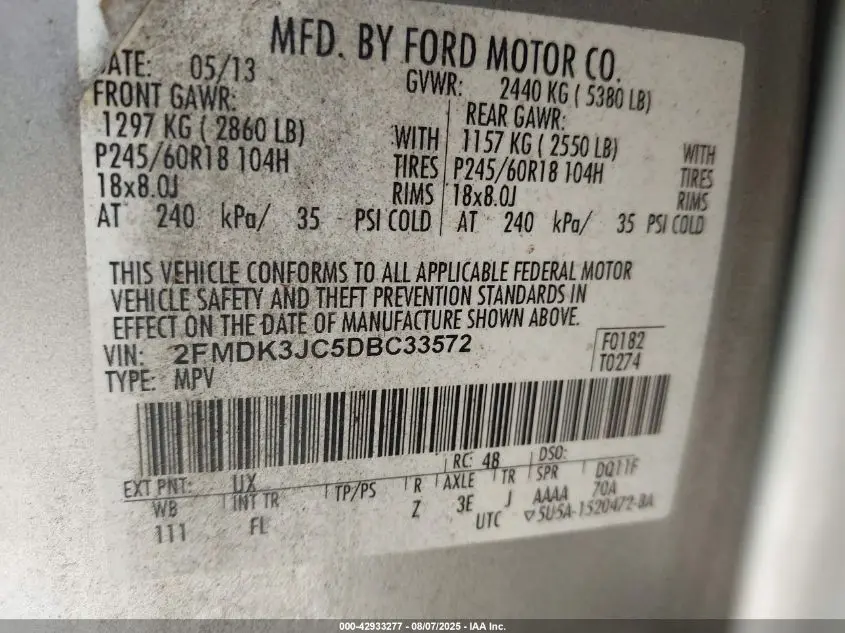 MFD. BY FORD MOTOR CO.
DATE: 05/13 GVWR: 2440 KG ( 5380 LB)
FRONT GAWR: REAR GAWR:
1297 KG ( 2860 LB) WITH 1157 KG ( 2550 LB) WITH
P245/60R18 104H TIRES P245/60R18 104H TIRES
18x8.0J RIMS 18x8.0J RIMS
AT 240 kPa/ 35 PSI COLD AT 240 kPa/ 35 PSI COLD
THIS VEHICLE CONFORMS TO ALL APPLICABLE FEDERAL MOTOR
VEHICLE SAFETY AND THEFT PREVENTION STANDARDS IN
EFFECT ON THE DATE OF MANUFACTURE SHOWN ABOVE.
VIN: 2FMDK3JC5DBC33572 F0182
TYPE: MPV T0274
EXT PNT: UX RC: 48 DSO:
WB INT TR TP/PS R AXLE TR SPR DQ11F
111 FL Z 3E J AAAA 70A
UTC ▽5U5A-1520472-BA
000-42933277 - 08/07/2025 - IAA Inc.